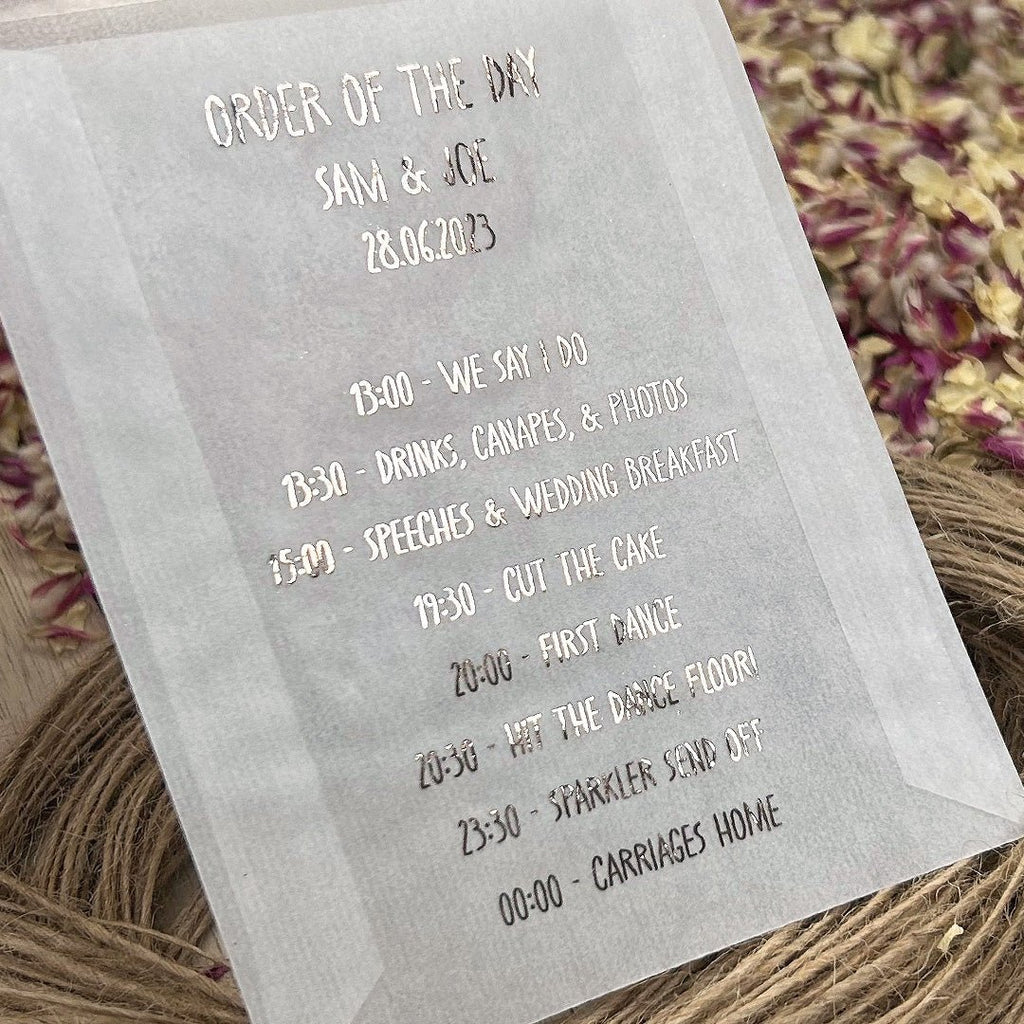 ORDER OF THE DAY
SAM & JOE
28.06.2023
13:00 - WE SAY I DO
13:30 - DRINKS, CANAPES, & PHOTOS
15:00 - SPEECHES & WEDDING BREAKFAST
19:30 - CUT THE CAKE
20:00 - FIRST DANCE
20:30 - HIT THE DANCE FLOOR!
23:30 - SPARKLER SEND OFF
00:00 - CARRIAGES HOME